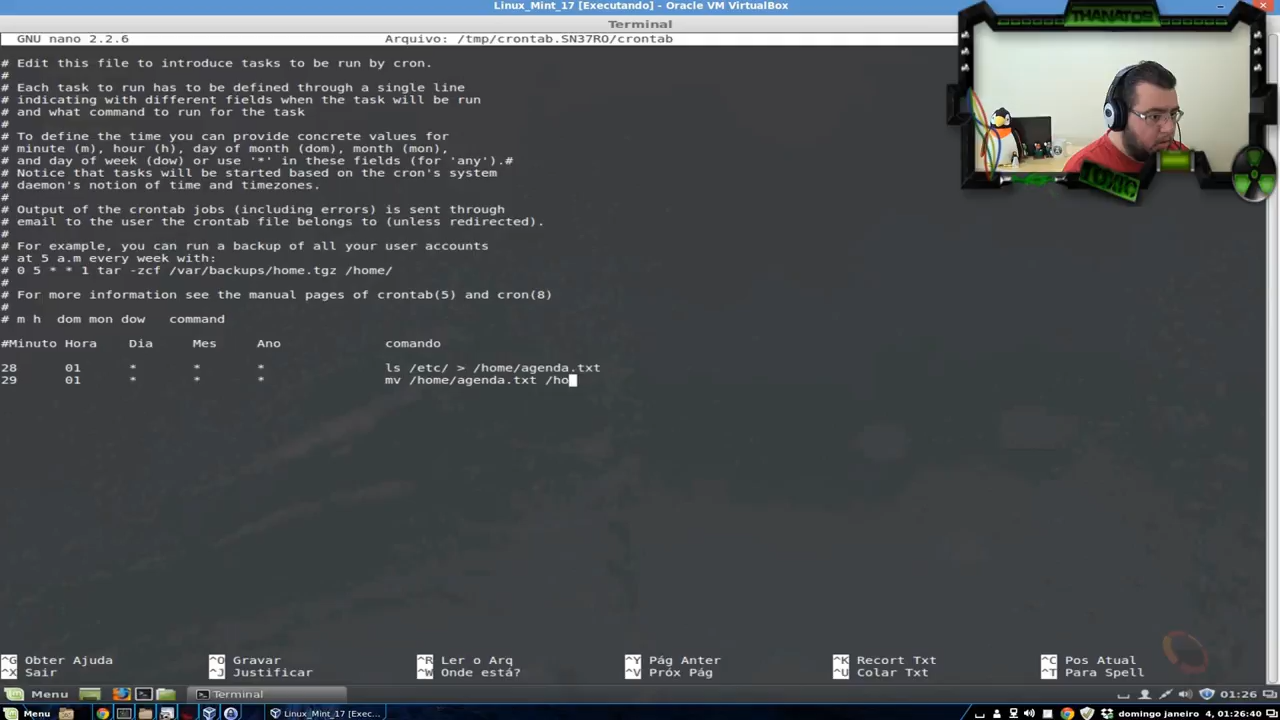 Linux_Mint_17 [Executando] - Oracle VM VirtualBox
Terminal
GNU nano 2.2.6 Arquivo: /tmp/crontab.SN37RO/crontab
# Edit this file to introduce tasks to be run by cron.
#
# Each task to run has to be defined through a single line
# indicating with different fields when the task will be run
# and what command to run for the task
#
# To define the time you can provide concrete values for
# minute (m), hour (h), day of month (dom), month (mon),
# and day of week (dow) or use '*' in these fields (for 'any').#
# Notice that tasks will be started based on the cron's system
# daemon's notion of time and timezones.
#
# Output of the crontab jobs (including errors) is sent through
# email to the user the crontab file belongs to (unless redirected).
#
# For example, you can run a backup of all your user accounts
# at 5 a.m every week with:
# 0 5 * * 1 tar -zcf /var/backups/home.tgz /home/
#
# For more information see the manual pages of crontab(5) and cron(8)
#
# m h  dom mon dow   command
#Minuto Hora Dia Mes Ano comando
28 01 * * * ls /etc/ > /home/agenda.txt
29 01 * * * mv /home/agenda.txt /ho
^G Obter Ajuda ^O Gravar ^R Ler o Arq ^Y Pág Anter ^K Recort Txt ^C Pos Atual
^X Sair ^J Justificar ^W Onde está? ^V Próx Pág ^U Colar Txt ^T Para Spell
Menu Terminal 01:26
Menu Linux_Mint_17 [Exec... domingo janeiro 4, 01:26:40
THANATOS
TOXIC